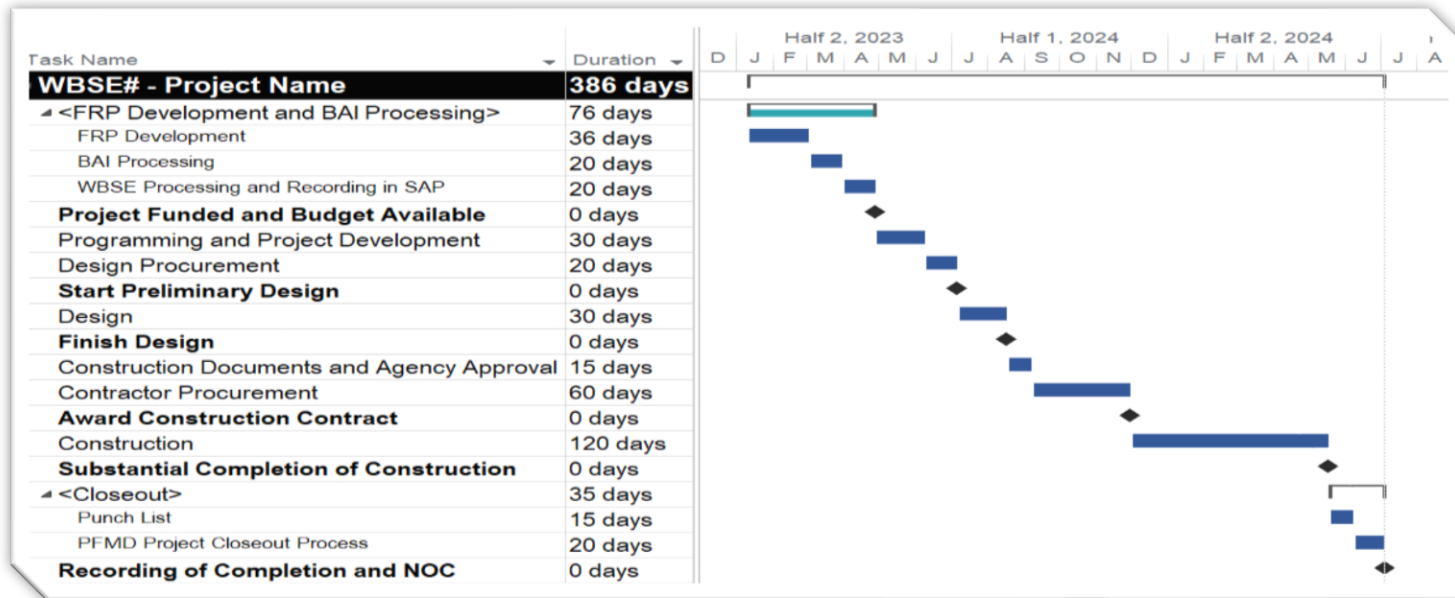 Half 2, 2023 Half 1, 2024 Half 2, 2024
Task Name Duration D J F M A M J J A S O N D J F M A M J J A
WBSE# - Project Name 386 days
<FRP Development and BAI Processing> 76 days
FRP Development 36 days
BAI Processing 20 days
WBSE Processing and Recording in SAP 20 days
Project Funded and Budget Available 0 days
Programming and Project Development 30 days
Design Procurement 20 days
Start Preliminary Design 0 days
Design 30 days
Finish Design 0 days
Construction Documents and Agency Approval 15 days
Contractor Procurement 60 days
Award Construction Contract 0 days
Construction 120 days
Substantial Completion of Construction 0 days
<Closeout> 35 days
Punch List 15 days
PFMD Project Closeout Process 20 days
Recording of Completion and NOC 0 days